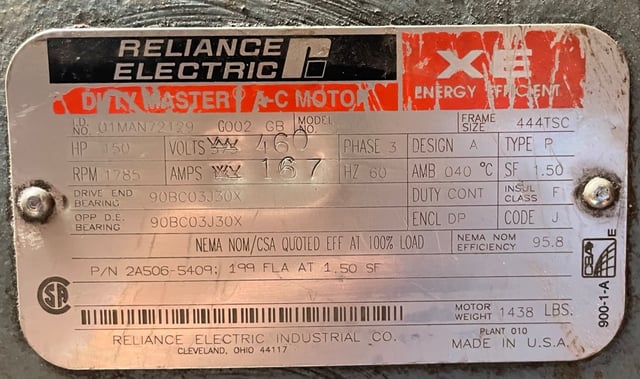 RELIANCE
ELECTRIC
XE
ENERGY EFFICIENT
DUTY MASTER A-C MOTOR
I.D. NO. 01MAN72129 G002 GB MODEL NO. FRAME SIZE 444TSC
HP 150 VOLTS 460 PHASE 3 DESIGN A TYPE P
RPM 1785 AMPS 167 HZ 60 AMB 040 °C SF 1.50
DRIVE END BEARING 90BC03J30X DUTY CONT INSUL CLASS F1
OPP D.E. BEARING 90BC03J30X ENCL DP CODE J
NEMA NOM/CSA QUOTED EFF AT 100% LOAD NEMA NOM EFFICIENCY 95.8
P/N 2A506-5409; 199 FLA AT 1.50 SF
MOTOR WEIGHT 1438 LBS.
RELIANCE ELECTRIC INDUSTRIAL CO. PLANT 010
CLEVELAND, OHIO 44117 MADE IN U.S.A.
900-1-A
E